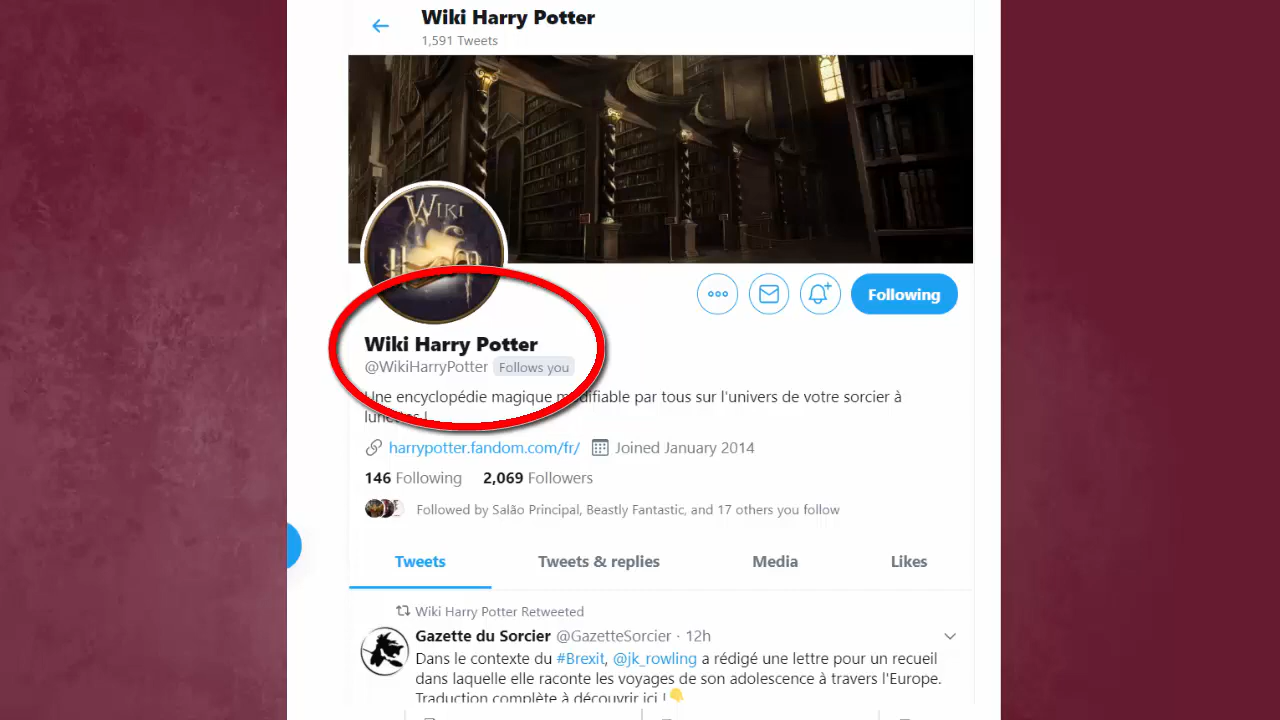 Wiki Harry Potter
1,591 Tweets
WIKI
Following
Wiki Harry Potter
@WikiHarryPotter Follows you
Une encyclopédie magique modifiable par tous sur l'univers de votre sorcier à
lunettes !
harrypotter.fandom.com/fr/ Joined January 2014
146 Following 2,069 Followers
Followed by Salão Principal, Beastly Fantastic, and 17 others you follow
Tweets Tweets & replies Media Likes
Wiki Harry Potter Retweeted
Gazette du Sorcier @GazetteSorcier · 12h
Dans le contexte du #Brexit, @jk_rowling a rédigé une lettre pour un recueil
dans laquelle elle raconte les voyages de son adolescence à travers l'Europe.
Traduction complète à découvrir ici ! 👇